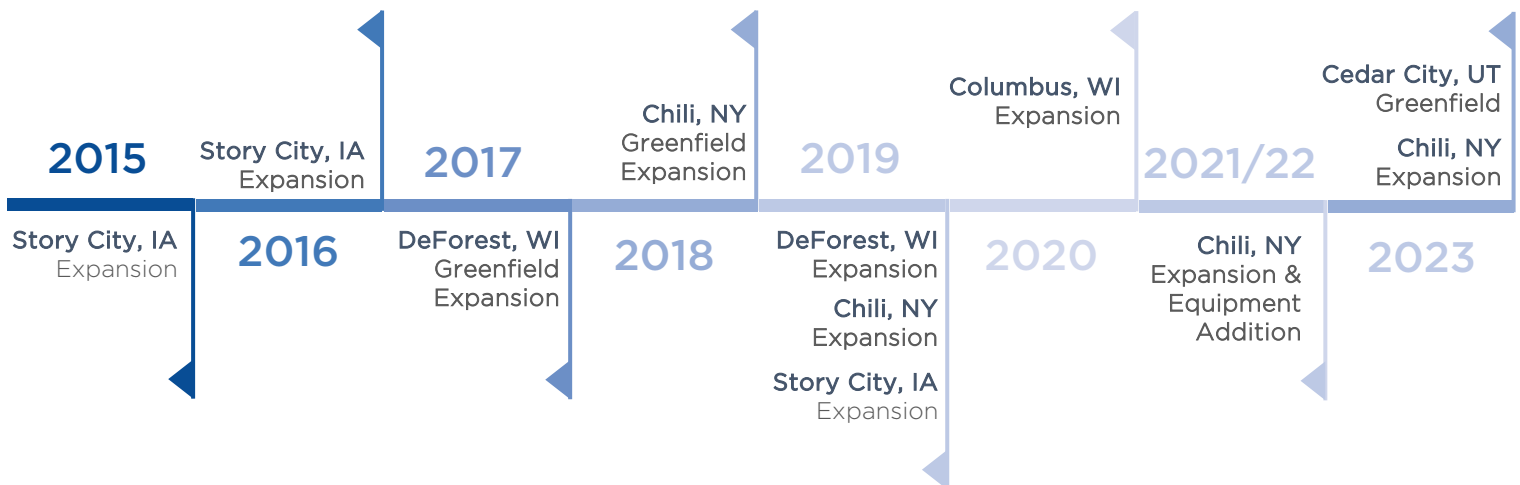 2015
Story City, IA
Expansion
Story City, IA
Expansion
2016
2017
DeForest, WI
Greenfield
Expansion
Chili, NY
Greenfield
Expansion
2018
2019
DeForest, WI
Expansion
Chili, NY
Expansion
Story City, IA
Expansion
Columbus, WI
Expansion
2020
2021/22
Chili, NY
Expansion &
Equipment
Addition
Cedar City, UT
Greenfield
Chili, NY
Expansion
2023